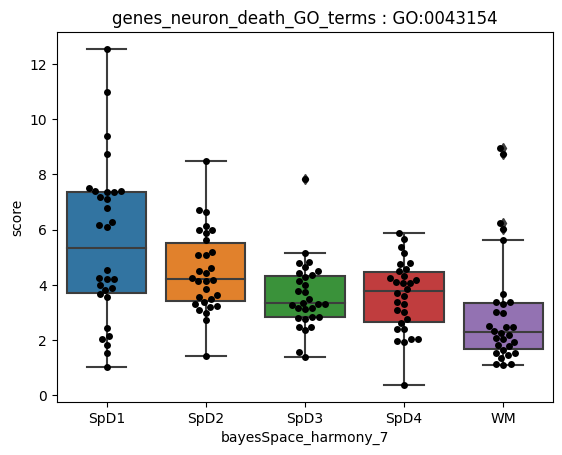 genes_neuron_death_GO_terms : GO:0043154
12
10
8
6
4
2
0
score
SpD1 SpD2 SpD3 SpD4 WM
bayesSpace_harmony_7